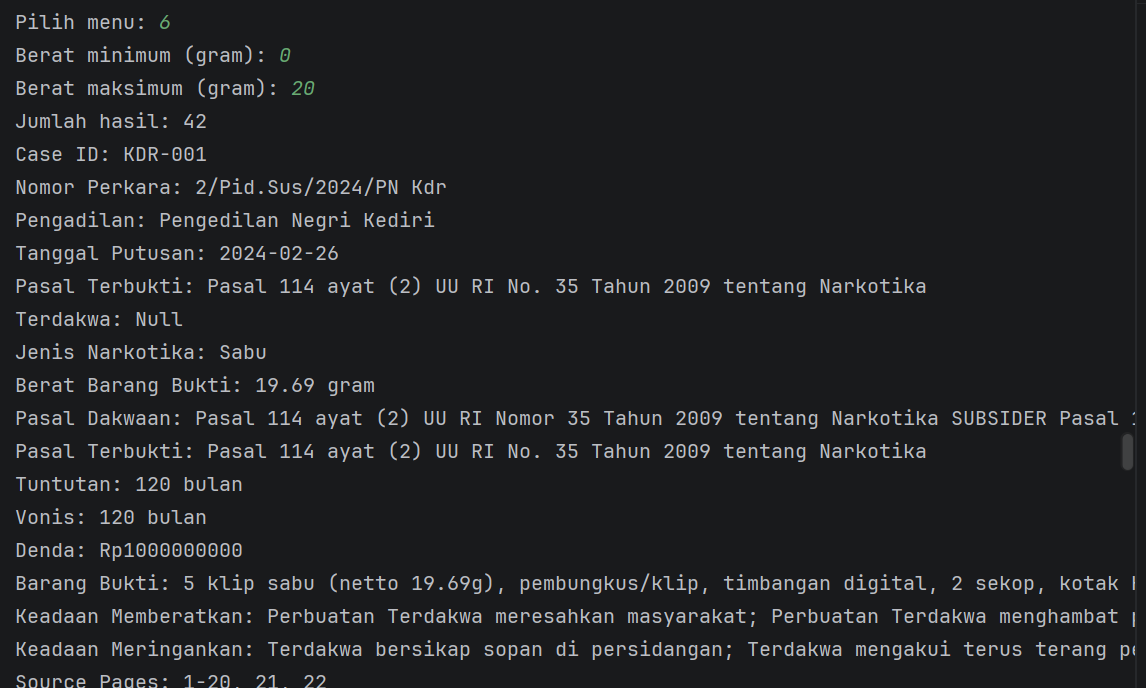 Pilih menu: 6
Berat minimum (gram): 0
Berat maksimum (gram): 20
Jumlah hasil: 42
Case ID: KDR-001
Nomor Perkara: 2/Pid.Sus/2024/PN Kdr
Pengadilan: Pengedilan Negri Kediri
Tanggal Putusan: 2024-02-26
Pasal Terbukti: Pasal 114 ayat (2) UU RI No. 35 Tahun 2009 tentang Narkotika
Terdakwa: Null
Jenis Narkotika: Sabu
Berat Barang Bukti: 19.69 gram
Pasal Dakwaan: Pasal 114 ayat (2) UU RI Nomor 35 Tahun 2009 tentang Narkotika SUBSIDER Pasal
Pasal Terbukti: Pasal 114 ayat (2) UU RI No. 35 Tahun 2009 tentang Narkotika
Tuntutan: 120 bulan
Vonis: 120 bulan
Denda: Rp1000000000
Barang Bukti: 5 klip sabu (netto 19.69g), pembungkus/klip, timbangan digital, 2 sekop, kotak
Keadaan Memberatkan: Perbuatan Terdakwa meresahkan masyarakat; Perbuatan Terdakwa menghambat
Keadaan Meringankan: Terdakwa bersikap sopan di persidangan; Terdakwa mengakui terus terang
Source Pages: 1-20, 21, 22